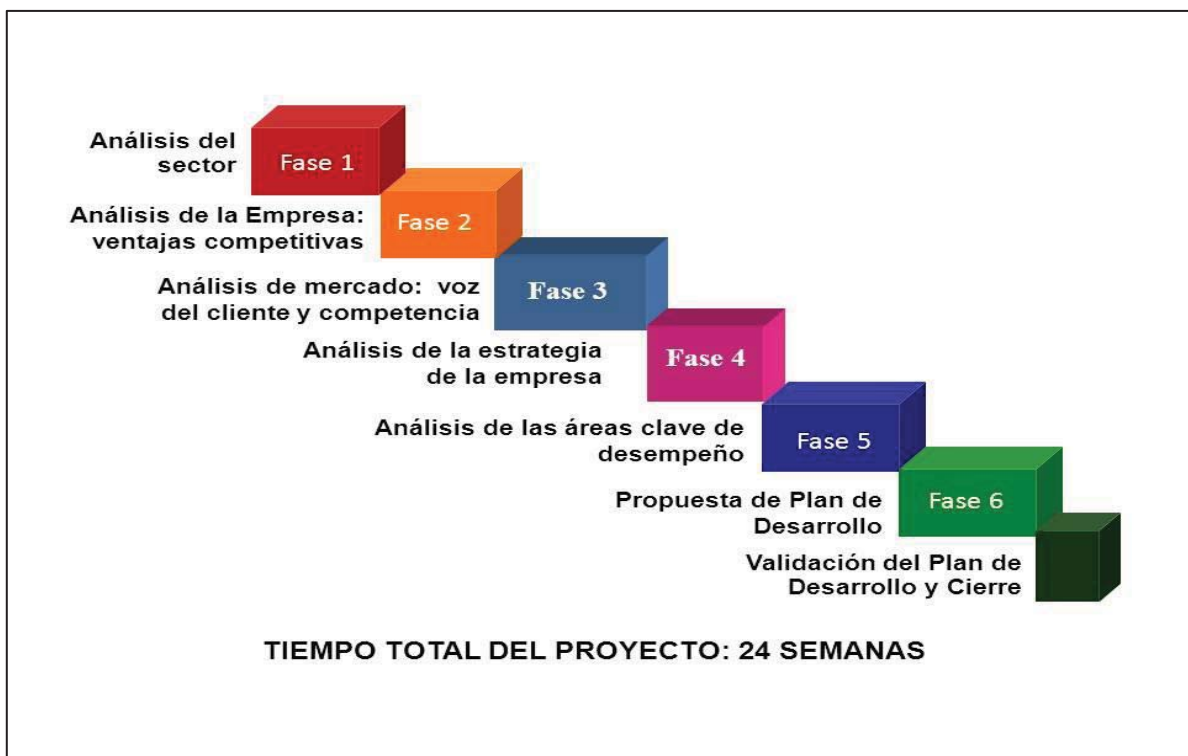 Análisis del
sector
Fase 1
Análisis de la Empresa:
ventajas competitivas
Fase 2
Análisis de mercado: voz
del cliente y competencia
Fase 3
Análisis de la estrategia
de la empresa
Fase 4
Análisis de las áreas clave de
desempeño
Fase 5
Propuesta de Plan de
Desarrollo
Fase 6
Validación del Plan de
Desarrollo y Cierre
TIEMPO TOTAL DEL PROYECTO: 24 SEMANAS